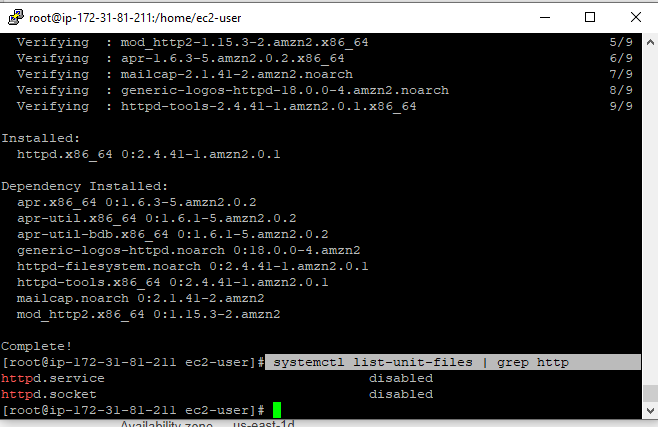 root@ip-172-31-81-211:/home/ec2-user
Verifying : mod_http2-1.15.3-2.amzn2.x86_64 5/9
Verifying : apr-1.6.3-5.amzn2.0.2.x86_64 6/9
Verifying : mailcap-2.1.41-2.amzn2.noarch 7/9
Verifying : generic-logos-httpd-18.0.0-4.amzn2.noarch 8/9
Verifying : httpd-tools-2.4.41-1.amzn2.0.1.x86_64 9/9
Installed:
httpd.x86_64 0:2.4.41-1.amzn2.0.1
Dependency Installed:
apr.x86_64 0:1.6.3-5.amzn2.0.2
apr-util.x86_64 0:1.6.1-5.amzn2.0.2
apr-util-bdb.x86_64 0:1.6.1-5.amzn2.0.2
generic-logos-httpd.noarch 0:18.0.0-4.amzn2
httpd-filesystem.noarch 0:2.4.41-1.amzn2.0.1
httpd-tools.x86_64 0:2.4.41-1.amzn2.0.1
mailcap.noarch 0:2.1.41-2.amzn2
mod_http2.x86_64 0:1.15.3-2.amzn2
Complete!
[root@ip-172-31-81-211 ec2-user]# systemctl list-unit-files | grep http
httpd.service disabled
httpd.socket disabled
[root@ip-172-31-81-211 ec2-user]#
Availability zone us-east-1d